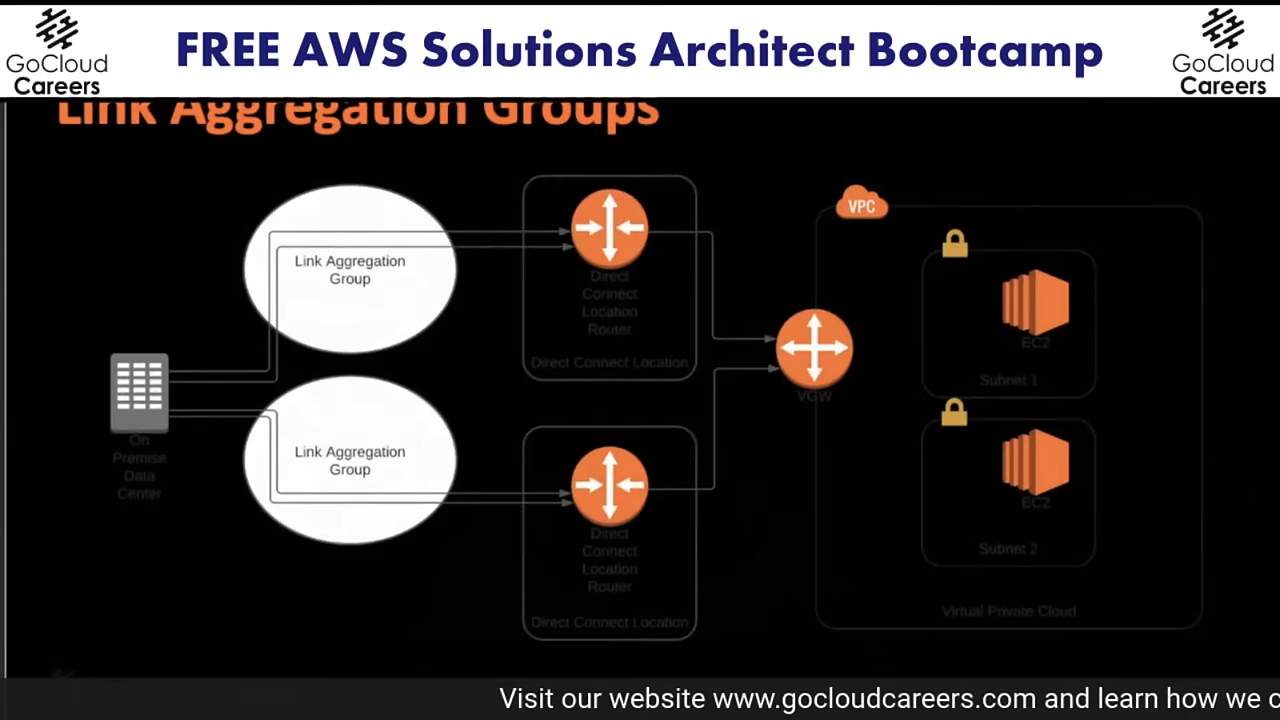 GoCloud
Careers
FREE AWS Solutions Architect Bootcamp
GoCloud
Careers
Link Aggregation Groups
Link Aggregation
Group
Direct
Connect
Location
Router
Direct Connect Location
VPC
EC2
Subnet 1
On
Premise
Data
Center
VGW
Link Aggregation
Group
Direct
Connect
Location
Router
Direct Connect Location
EC2
Subnet 2
Virtual Private Cloud
Visit our website www.gocloudcareers.com and learn how we c